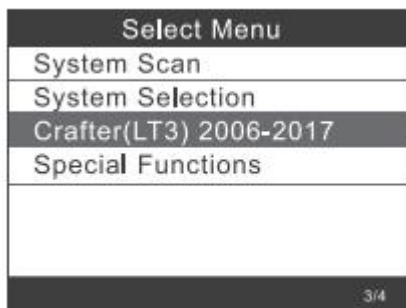 Select Menu
System Scan
System Selection
Crafter(LT3) 2006-2017
Special Functions
3/4